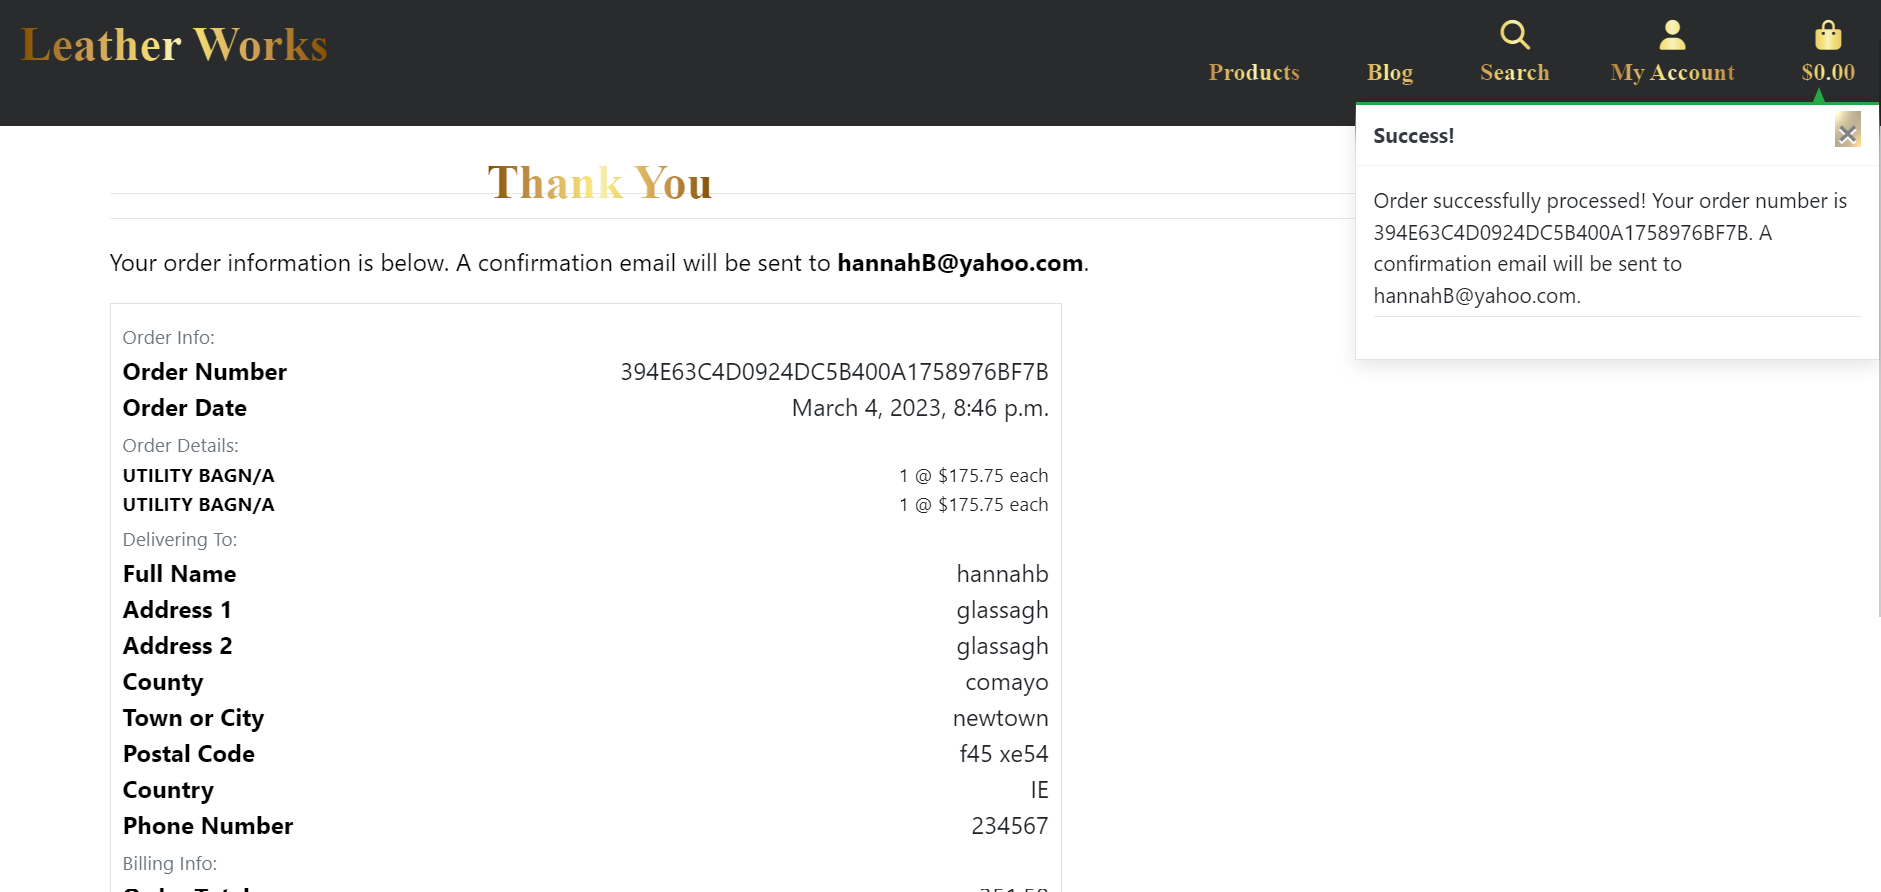 Leather Works
Products
Blog
Search
My Account
$0.00
Success!
Order successfully processed! Your order number is
394E63C4D0924DC5B400A1758976BF7B. A
confirmation email will be sent to
hannahB@yahoo.com.
Thank You
Your order information is below. A confirmation email will be sent to hannahB@yahoo.com.
Order Info:
Order Number 394E63C4D0924DC5B400A1758976BF7B
Order Date March 4, 2023, 8:46 p.m.
Order Details:
UTILITY BAGN/A 1 @ $175.75 each
UTILITY BAGN/A 1 @ $175.75 each
Delivering To:
Full Name hannahb
Address 1 glassagh
Address 2 glassagh
County comayo
Town or City newtown
Postal Code f45 xe54
Country IE
Phone Number 234567
Billing Info: